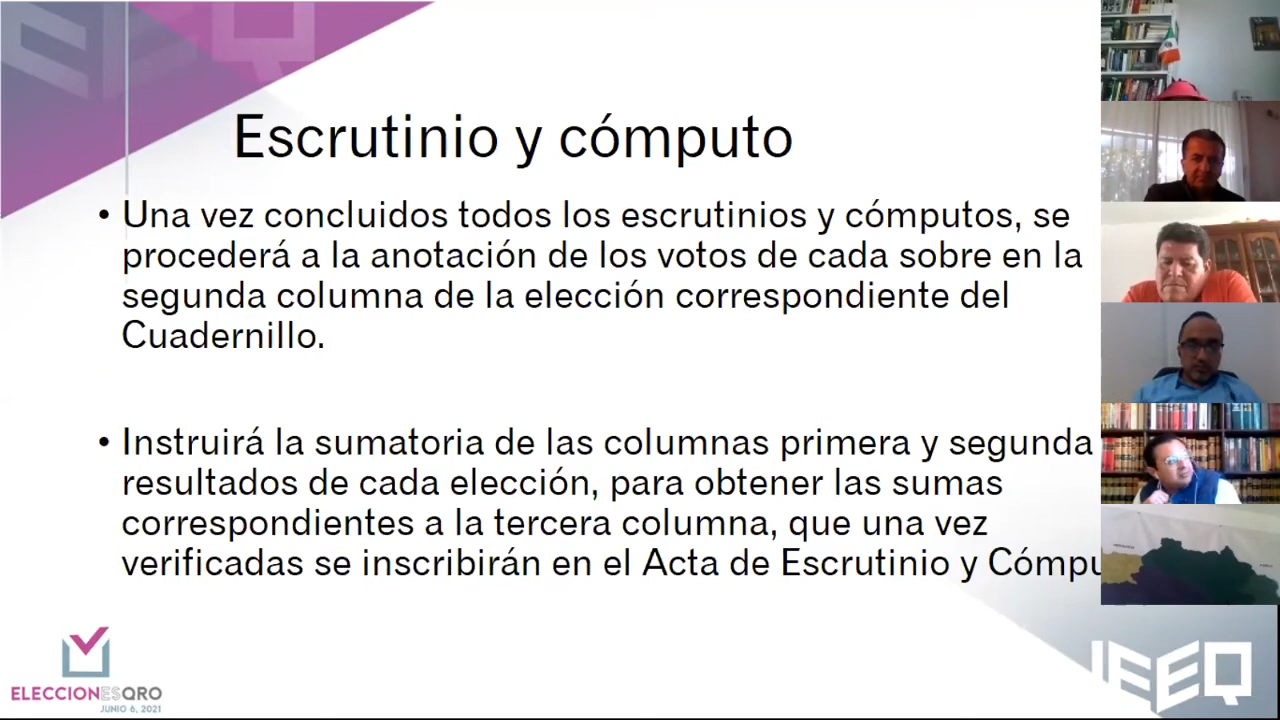 Escrutinio y cómputo
• Una vez concluidos todos los escrutinios y cómputos, se
procederá a la anotación de los votos de cada sobre en la
segunda columna de la elección correspondiente del
Cuadernillo.
• Instruirá la sumatoria de las columnas primera y segunda
resultados de cada elección, para obtener las sumas
correspondientes a la tercera columna, que una vez
verificadas se inscribirán en el Acta de Escrutinio y Cómpu
ELECCIONESQRO
JUNIO 6, 2021
IEEQ